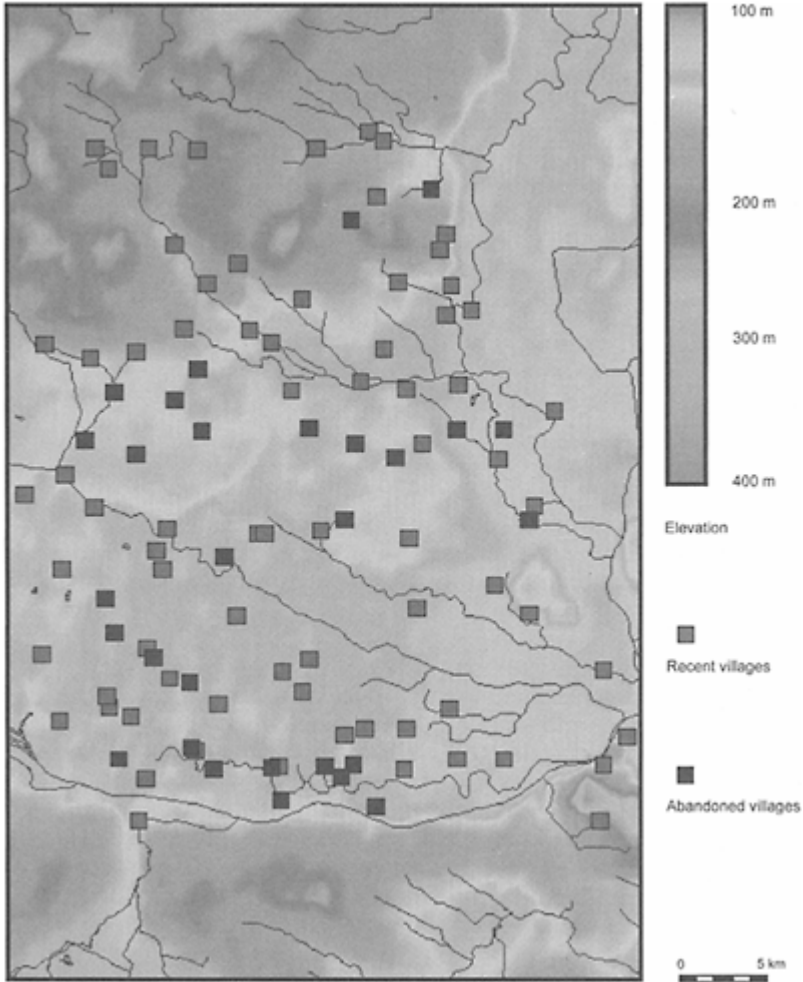 100 m
200 m
300 m
400 m
Elevation
Recent villages
Abandoned villages
0 5 km